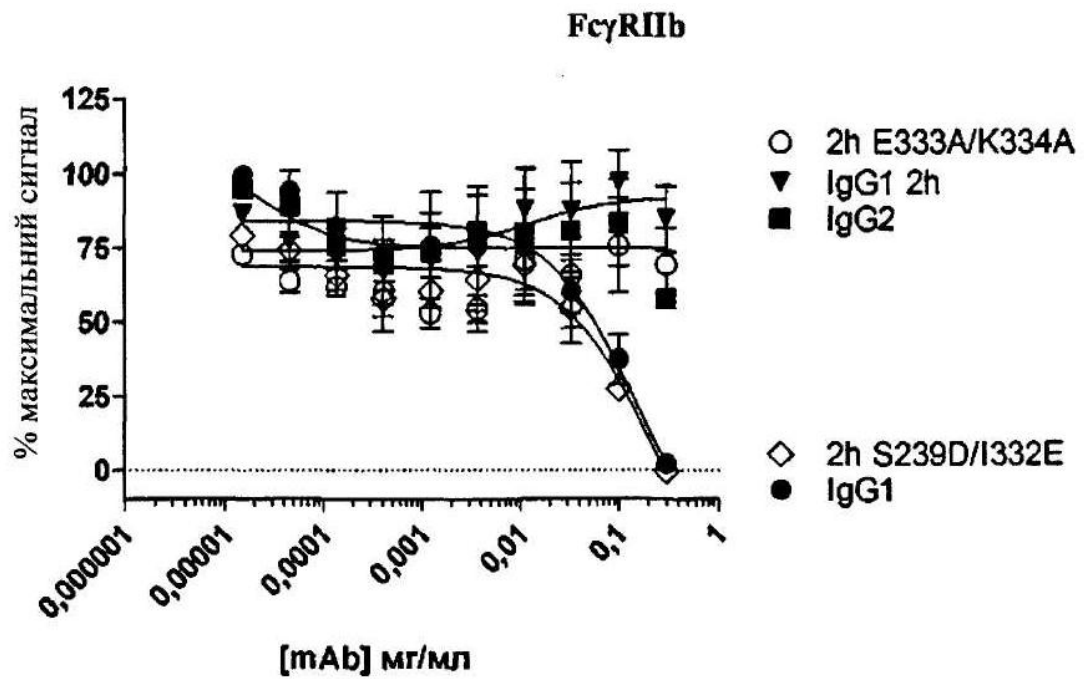 FcγRIIb
% максимальний сигнал
125
100
75
50
25
0
0,000001
0,00001
0,0001
0,001
0,01
0,1
1
[mAb] мг/мл
2h E333A/K334A
IgG1 2h
IgG2
2h S239D/I332E
IgG1